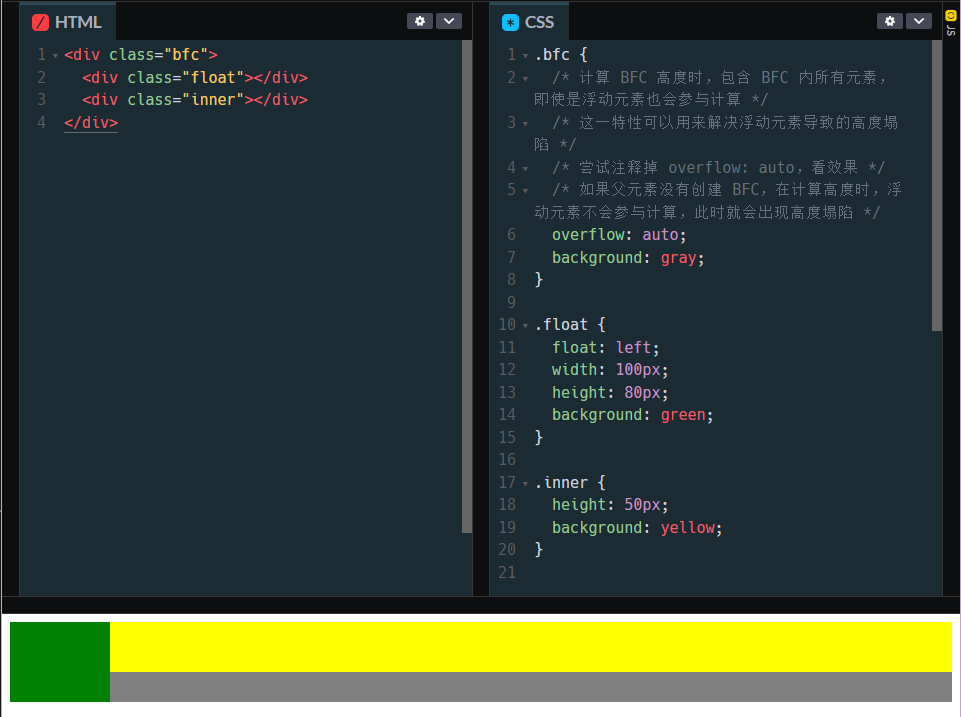 HTML
1 <div class="bfc">
2 <div class="float"></div>
3 <div class="inner"></div>
4 </div>
CSS
1 .bfc {
2 /* 计算 BFC 高度时，包含 BFC 内所有元素，
即使是浮动元素也会参与计算 */
3 /* 这一特性可以用来解决浮动元素导致的高度塌
陷 */
4 /* 尝试注释掉 overflow: auto，看效果 */
5 /* 如果父元素没有创建 BFC，在计算高度时，浮
动元素不会参与计算，此时就会出现高度塌陷 */
6 overflow: auto;
7 background: gray;
8 }
9
10 .float {
11 float: left;
12 width: 100px;
13 height: 80px;
14 background: green;
15 }
16
17 .inner {
18 height: 50px;
19 background: yellow;
20 }
21
JS